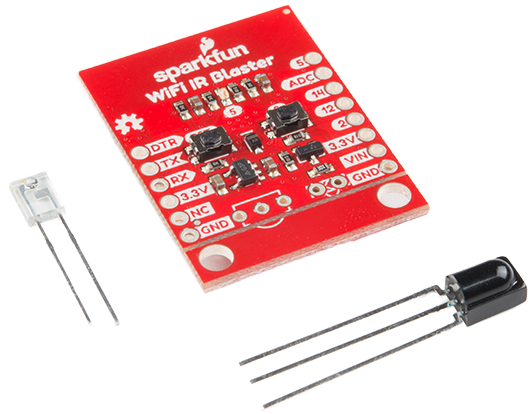 sparkfun
WiFi IR Blaster
5
DTR
TX
RX
3.3V
NC
GND
5
ADC
14
12
2
3.3V
VIN
GND